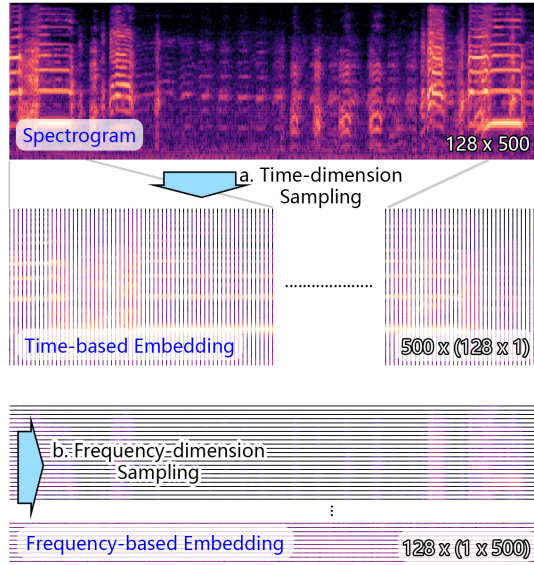 Spectrogram
128 x 500
a. Time-dimension
Sampling
....................
Time-based Embedding
500 x (128 x 1)
b. Frequency-dimension
Sampling
...
Frequency-based Embedding
128 x (1 x 500)